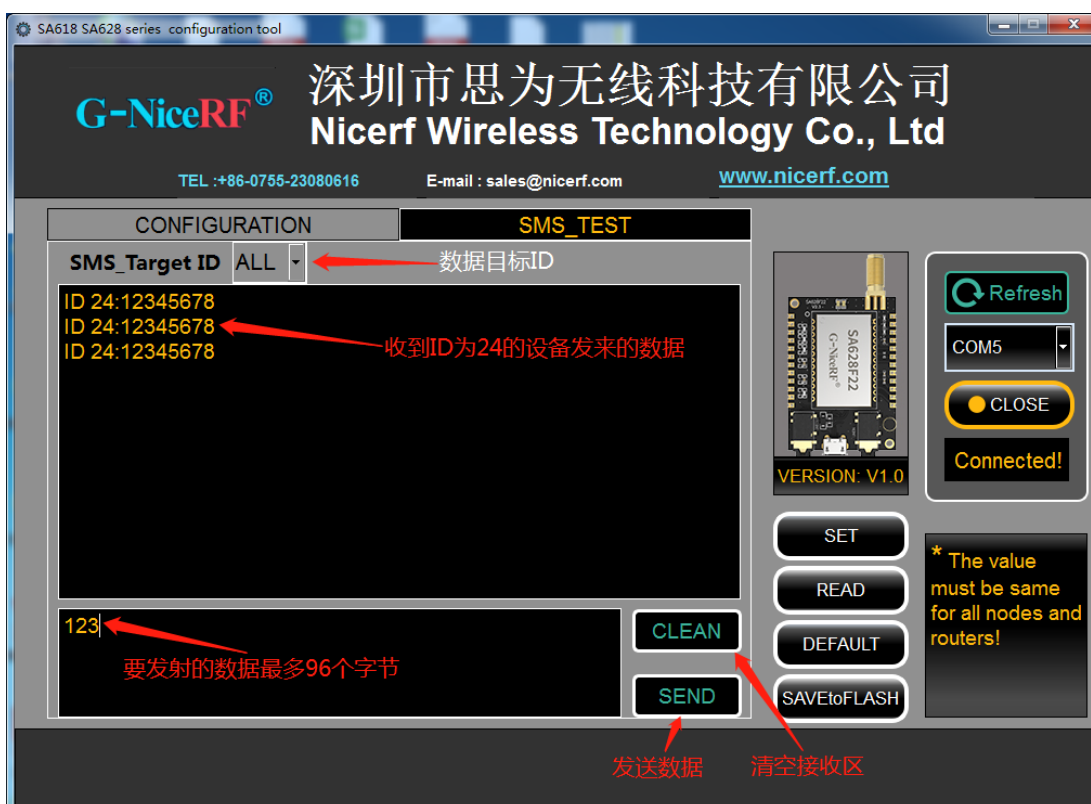 SA618 SA628 series configuration tool
G-NiceRF®
深圳市思为无线科技有限公司
Nicerf Wireless Technology Co., Ltd
TEL :+86-0755-23080616
E-mail : sales@nicerf.com
www.nicerf.com
CONFIGURATION
SMS_TEST
SMS_Target ID ALL
数据目标ID
ID 24:12345678
ID 24:12345678
ID 24:12345678
收到ID为24的设备发来的数据
SA628F22
G-NiceRF®
VERSION: V1.0
Refresh
COM5
CLOSE
Connected!
SET
READ
DEFAULT
SAVEtoFLASH
* The value
must be same
for all nodes and
routers!
123
要发射的数据最多96个字节
CLEAN
SEND
发送数据
清空接收区